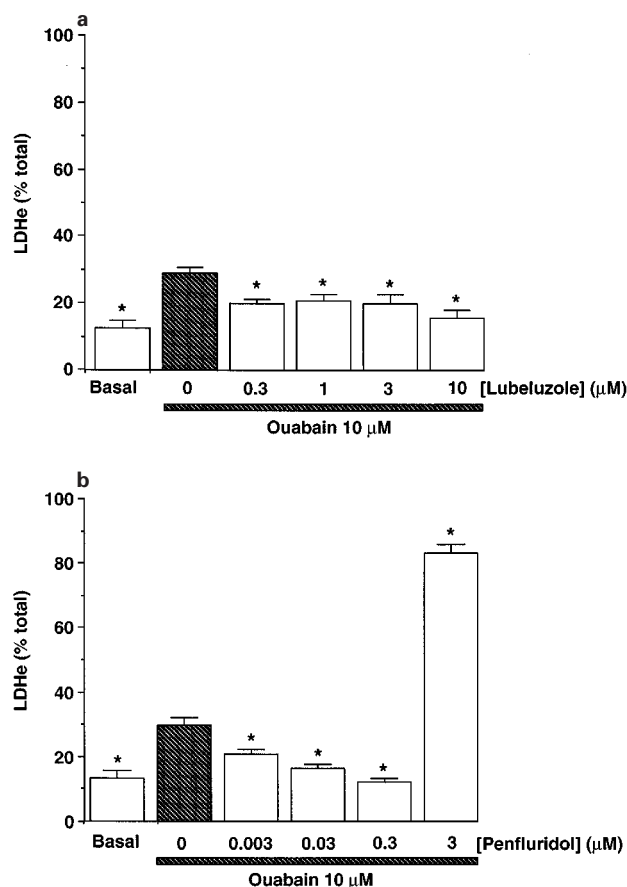 a
100
80
60
40
20
0
LDHe (% total)
* * * * *
Basal 0 0.3 1 3 10 [Lubeluzole] (μM)
Ouabain 10 μM
b
100
80
60
40
20
0
LDHe (% total)
* * * * *
Basal 0 0.003 0.03 0.3 3 [Penfluridol] (μM)
Ouabain 10 μM